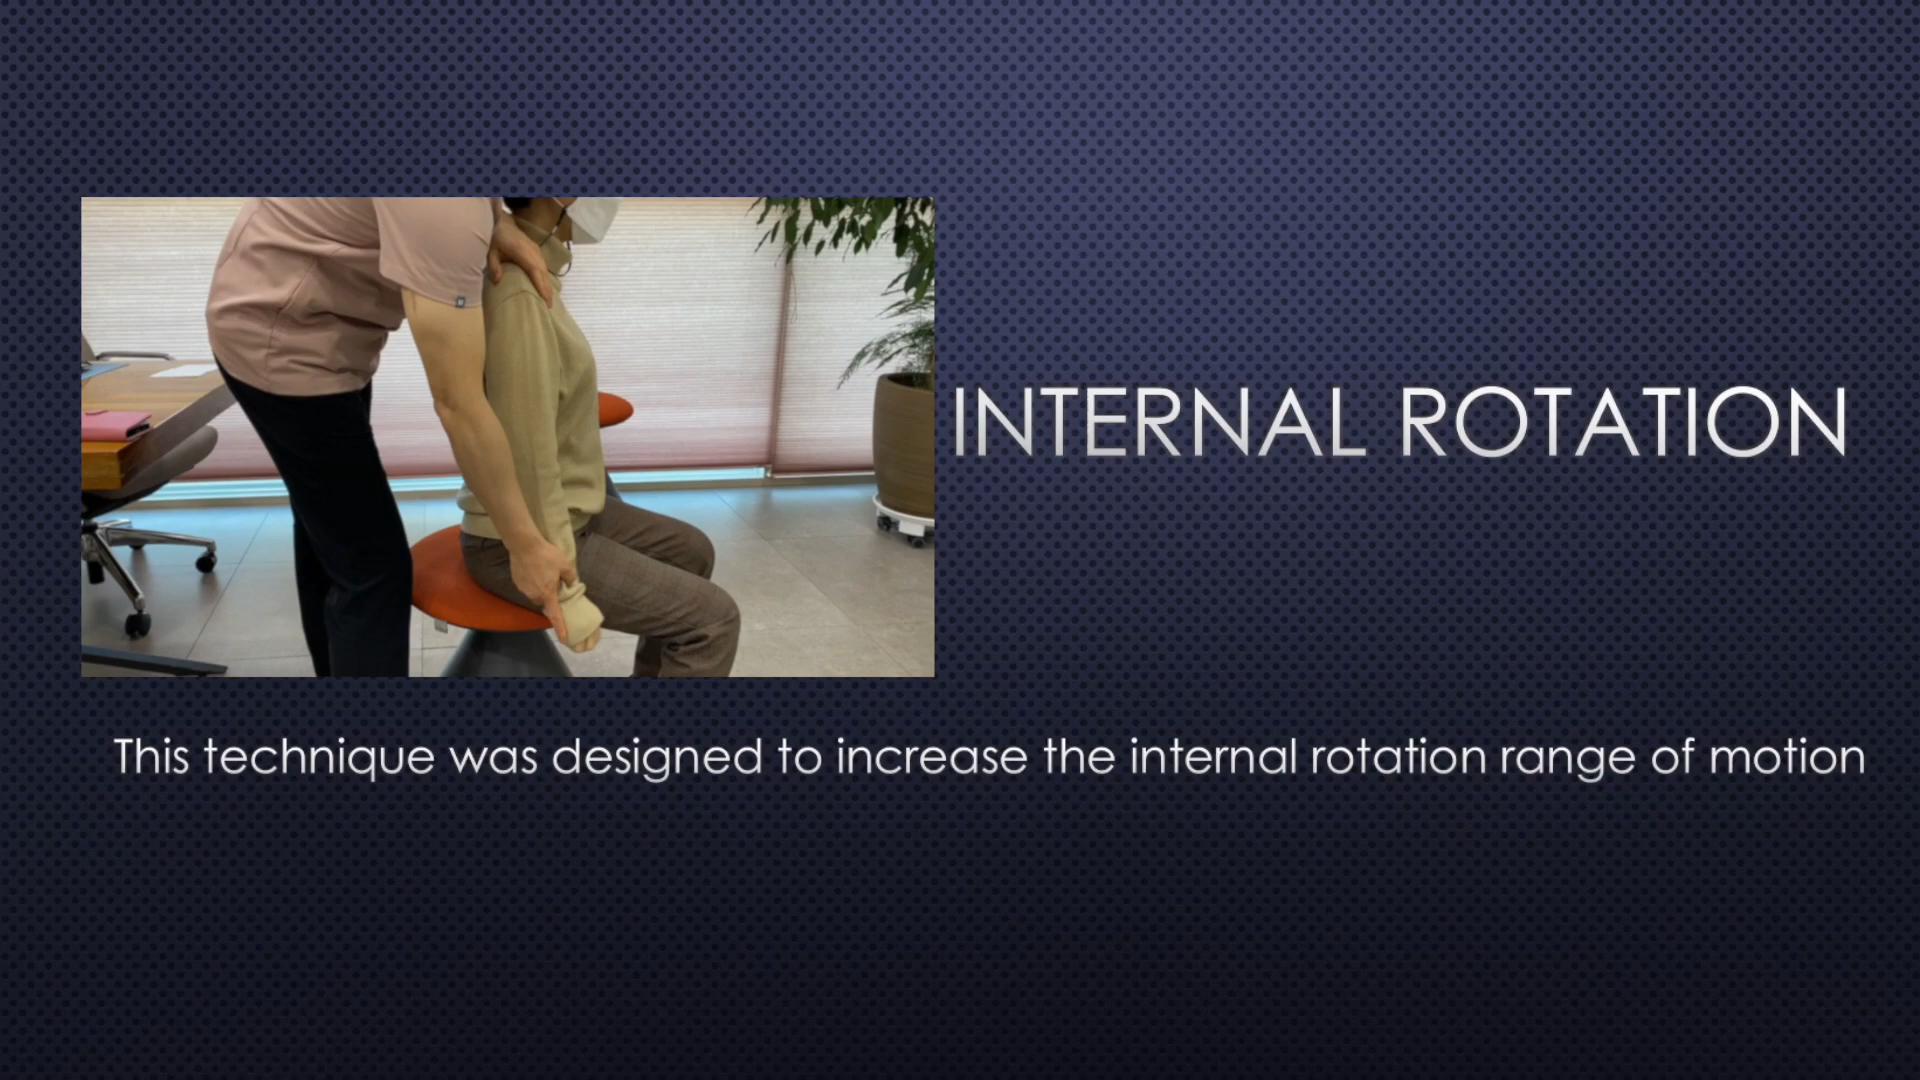 INTERNAL ROTATION
This technique was designed to increase the internal rotation range of motion